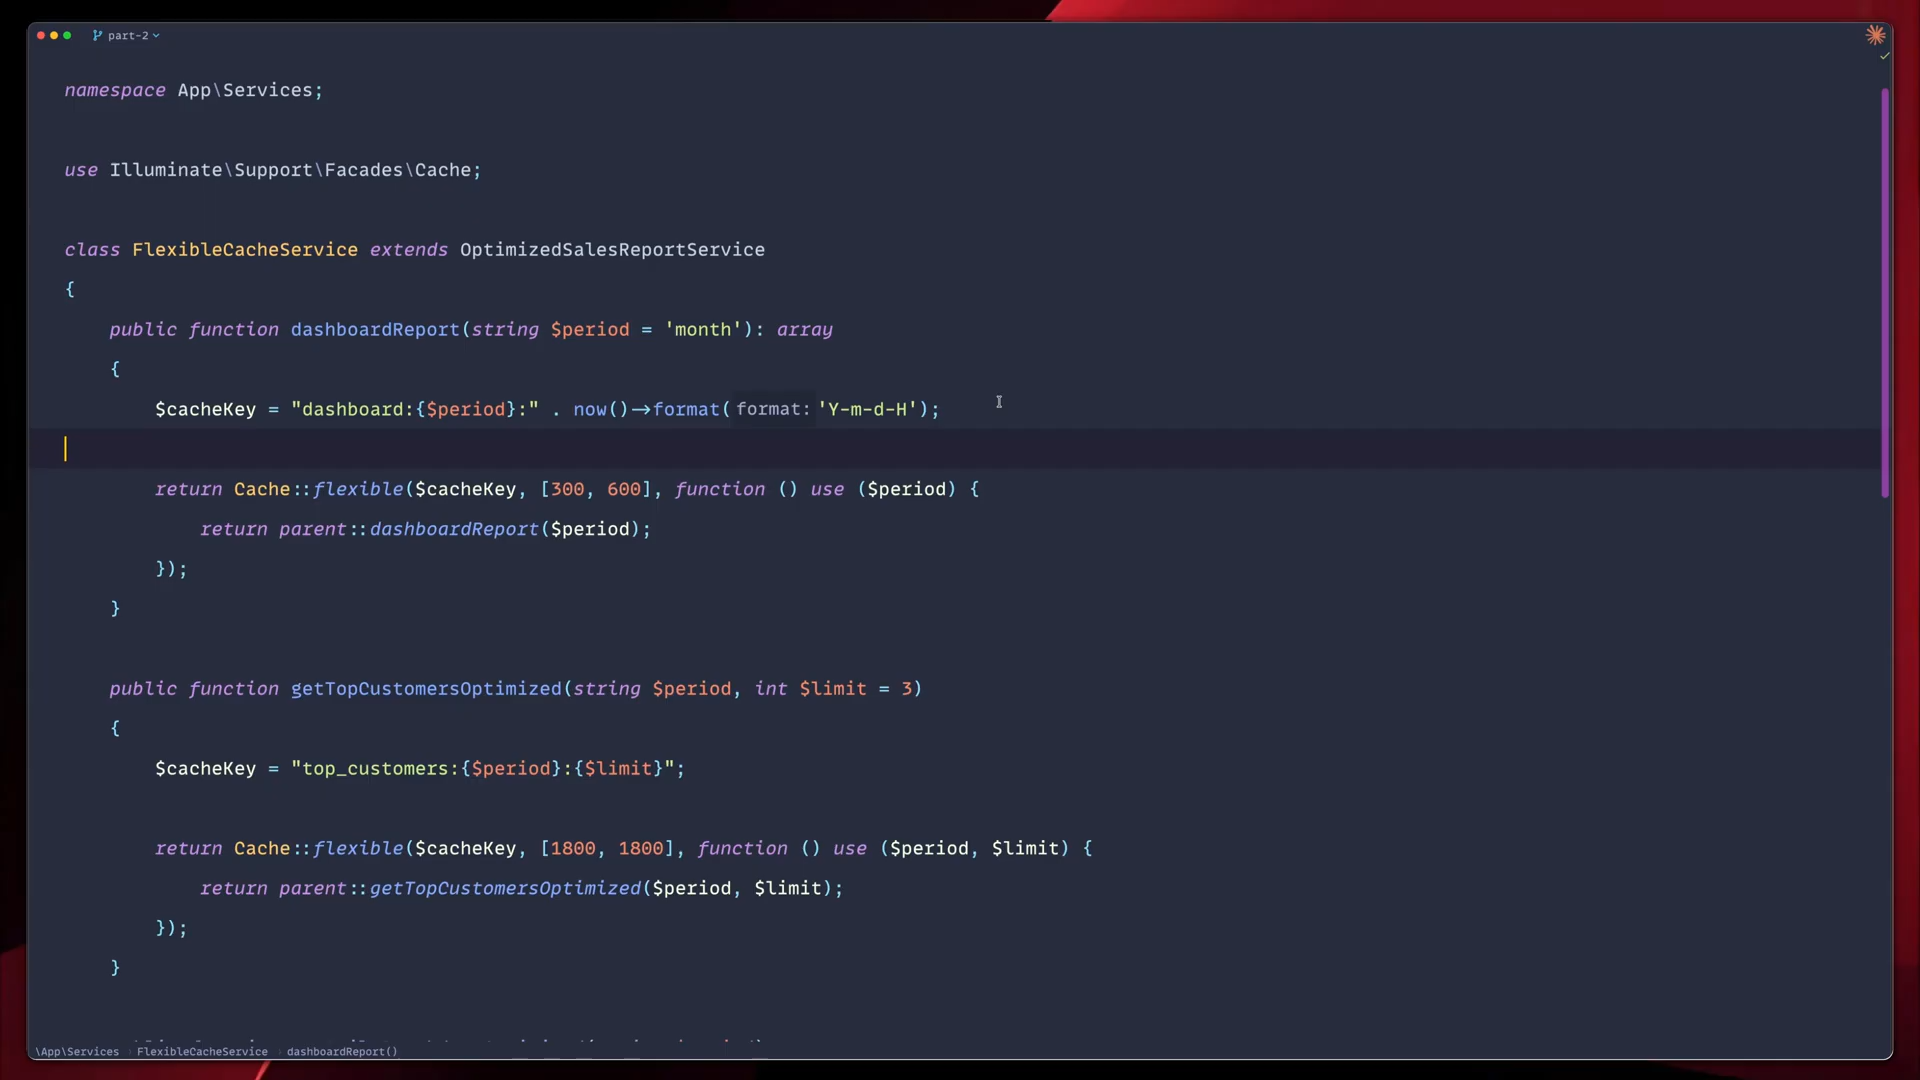 part-2
namespace App\Services;
use Illuminate\Support\Facades\Cache;
class FlexibleCacheService extends OptimizedSalesReportService
{
public function dashboardReport(string $period = 'month'): array
{
$cacheKey = "dashboard:{$period}:" . now()->format( format: 'Y-m-d-H');
return Cache::flexible($cacheKey, [300, 600], function () use ($period) {
return parent::dashboardReport($period);
});
}
public function getTopCustomersOptimized(string $period, int $limit = 3)
{
$cacheKey = "top_customers:{$period}:{$limit}";
return Cache::flexible($cacheKey, [1800, 1800], function () use ($period, $limit) {
return parent::getTopCustomersOptimized($period, $limit);
});
}
\App\Services › FlexibleCacheService › dashboardReport()